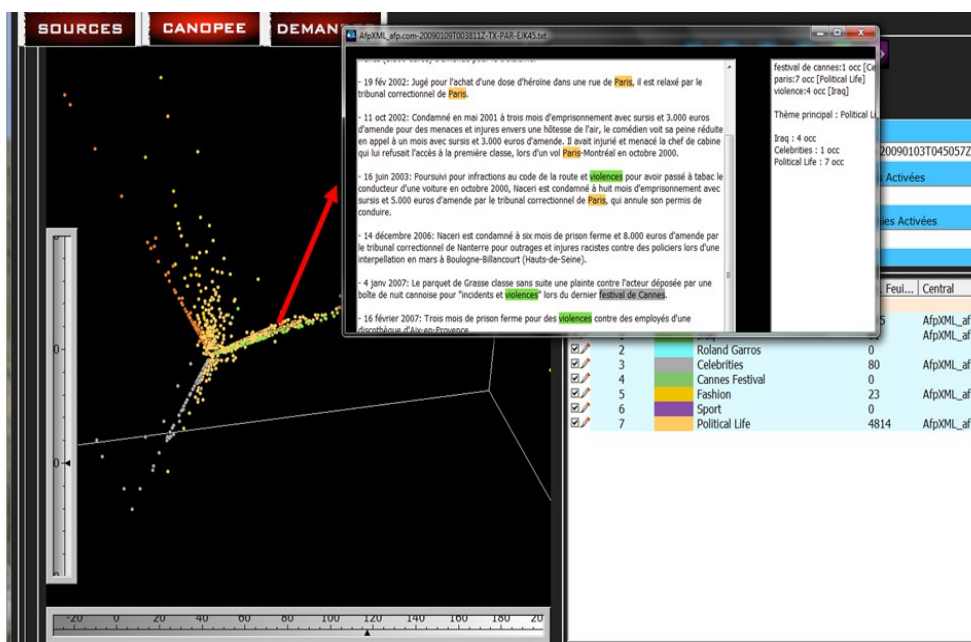 SOURCES
CANOPEE
AfpXML_afp.com-20090109T003811Z-TX-PAR-EJK45.txt
- 19 fév 2002: Jugé pour l'achat d'une dose d'héroïne dans une rue de Paris, il est relaxé par le
tribunal correctionnel de Paris.
- 11 oct 2002: Condamné en mai 2001 à trois mois d'emprisonnement avec sursis et 3.000 euros
d'amende pour des menaces et injures envers une hôtesse de l'air, le comédien voit sa peine réduite
en appel à un mois avec sursis et 3.000 euros d'amende. Il avait injurié et menacé la chef de cabine
qui lui refusait l'accès à la première classe, lors d'un vol Paris-Montréal en octobre 2000.
- 16 juin 2003: Poursuivi pour infractions au code de la route et violences pour avoir passé à tabac le
conducteur d'une voiture en octobre 2000, Naceri est condamné à huit mois d'emprisonnement avec
sursis et 5.000 euros d'amende par le tribunal correctionnel de Paris, qui annule son permis de
conduire.
- 14 décembre 2006: Naceri est condamné à six mois de prison ferme et 8.000 euros d'amende par
le tribunal correctionnel de Nanterre pour outrages et injures racistes contre des policiers lors d'une
interpellation en mars à Boulogne-Billancourt (Hauts-de-Seine).
- 4 janv 2007: Le parquet de Grasse classe sans suite une plainte contre l'acteur déposée par une
boîte de nuit cannoise pour "incidents et violences" lors du dernier festival de Cannes.
- 16 février 2007: Trois mois de prison ferme pour des violences contre des employés d'une
discothèque d'Aix-en-Provence
festival de cannes:1 occ [Ce
paris:7 occ [Political Life]
violence:4 occ [Iraq]
Thème principal : Political Li
Iraq : 4 occ
Celebrities : 1 occ
Political Life : 7 occ
20090103T045057Z
s Activées
ies Activées
Feui... Central
AfpXML_af
AfpXML_af
2 Roland Garros 0
3 Celebrities 80 AfpXML_af
4 Cannes Festival 0
5 Fashion 23 AfpXML_af
6 Sport 0
7 Political Life 4814 AfpXML_af
-20 0 20 40 60 80 100 120 140 160 180 20